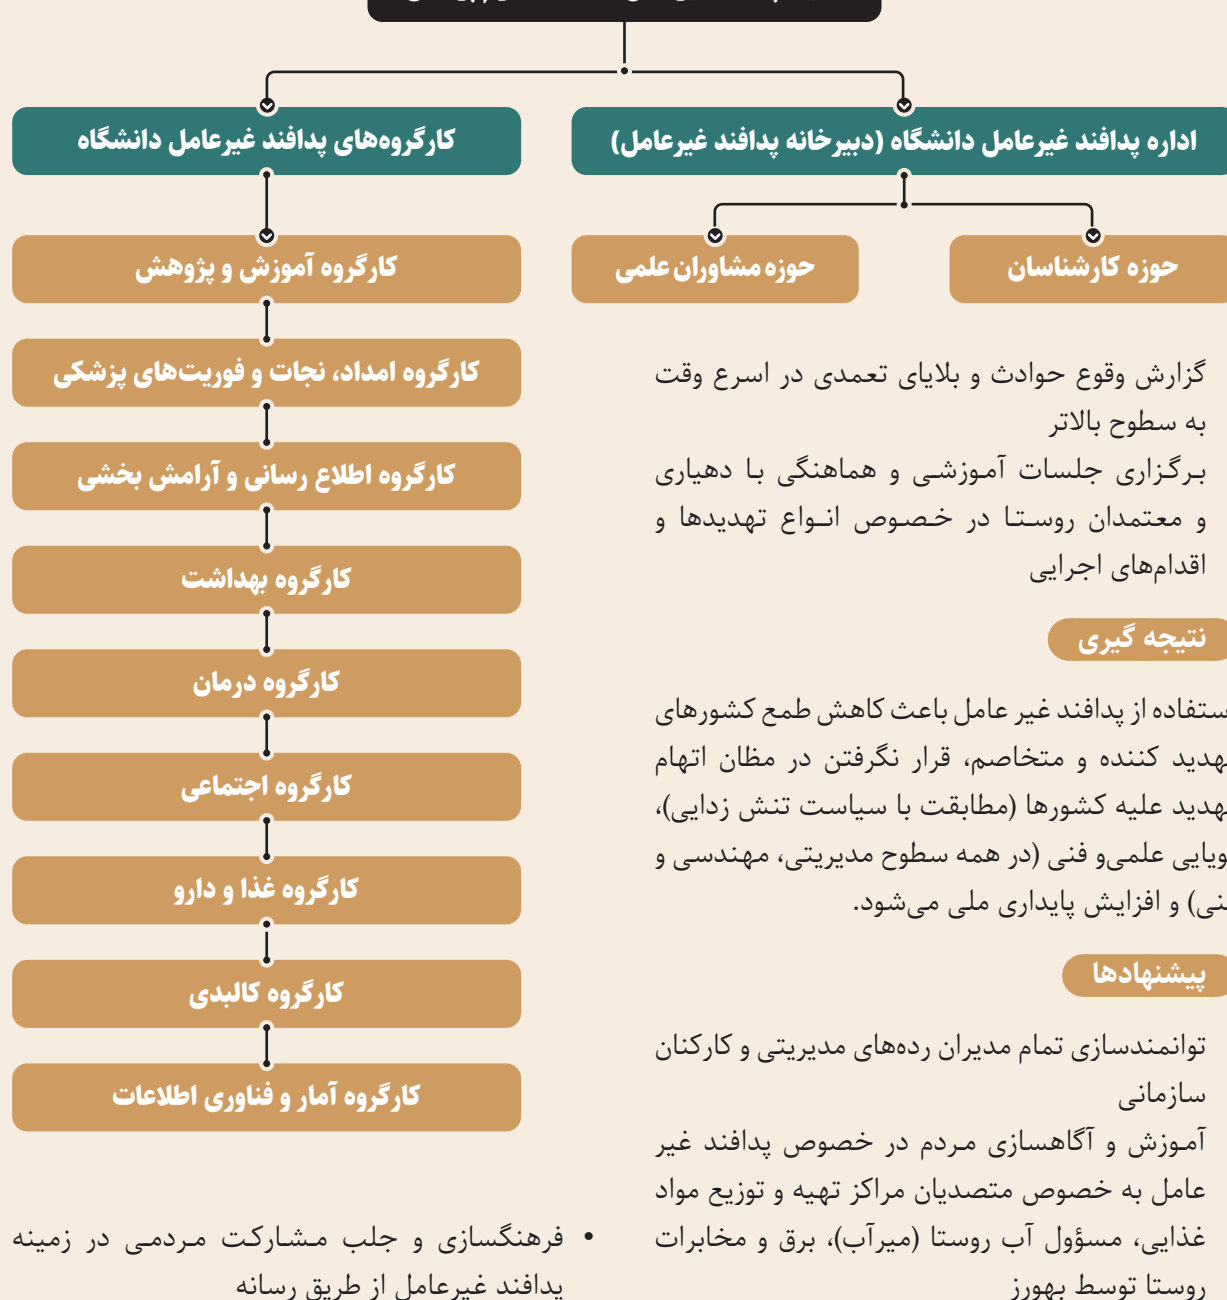 اداره پدافند غیرعامل دانشگاه (دبیرخانه پدافند غیرعامل)
کارگروه‌های پدافند غیرعامل دانشگاه
حوزه کارشناسان
حوزه مشاوران علمی
کارگروه آموزش و پژوهش
کارگروه امداد، نجات و فوریت‌های پزشکی
کارگروه اطلاع رسانی و آرامش بخشی
کارگروه بهداشت
کارگروه درمان
کارگروه اجتماعی
کارگروه غذا و دارو
کارگروه کالبدی
کارگروه آمار و فناوری اطلاعات
گزارش وقوع حوادث و بلایای تعمدی در اسرع وقت
به سطوح بالاتر
برگزاری جلسات آموزشی و هماهنگی با دهیاری
و معتمدان روستا در خصوص انواع تهدیدها و
اقدام‌های اجرایی
نتیجه گیری
ستفاده از پدافند غیر عامل باعث کاهش طمع کشورهای
هدید کننده و متخاصم، قرار نگرفتن در مظان اتهام
هدید علیه کشورها (مطابقت با سیاست تنش زدایی)،
ویایی علمی‌و فنی (در همه سطوح مدیریتی، مهندسی و
نی) و افزایش پایداری ملی می‌شود.
پیشنهادها
توانمندسازی تمام مدیران رده‌های مدیریتی و کارکنان
سازمانی
آموزش و آگاهسازی مردم در خصوص پدافند غیر
عامل به خصوص متصدیان مراکز تهیه و توزیع مواد
غذایی، مسؤول آب روستا (میرآب)، برق و مخابرات
روستا توسط بهورز
• فرهنگسازی و جلب مشارکت مردمی در زمینه
پدافند غیرعامل از طریق رسانه